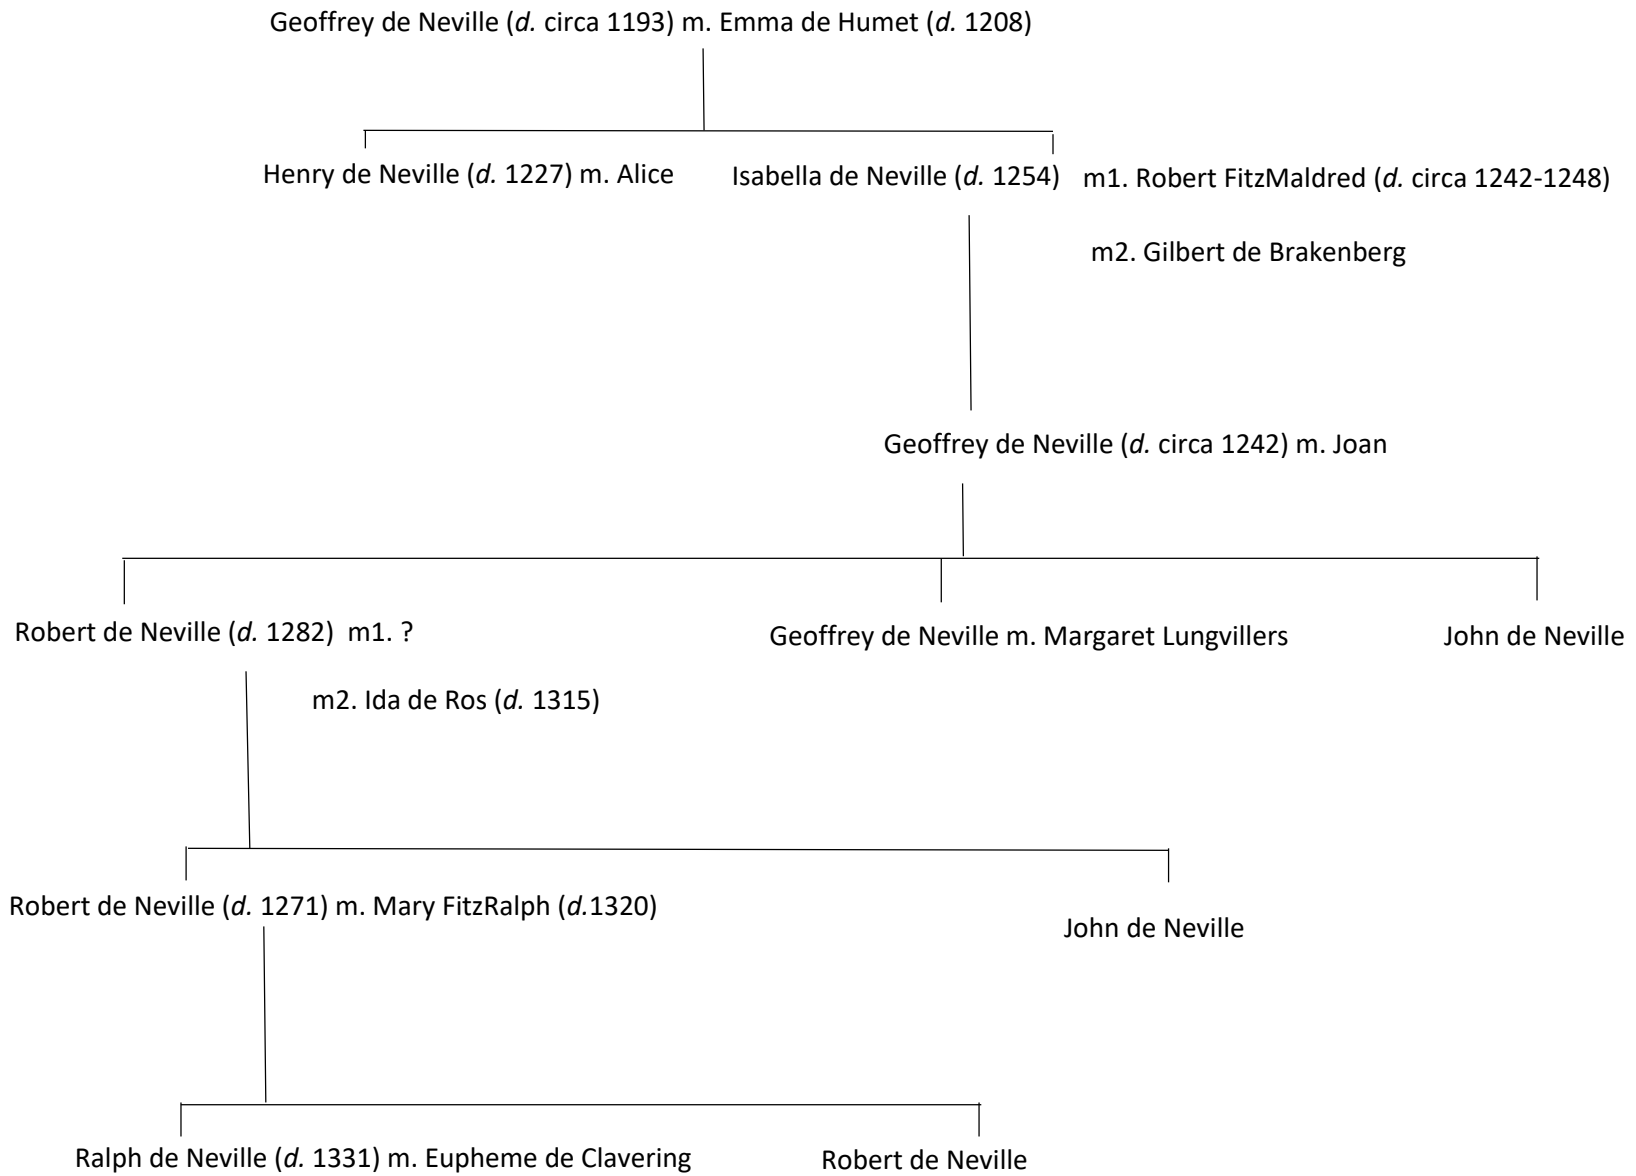 Geoffrey de Neville (d. circa 1193) m. Emma de Humet (d. 1208)
Henry de Neville (d. 1227) m. Alice
Isabella de Neville (d. 1254)
m1. Robert FitzMaldred (d. circa 1242-1248)
m2. Gilbert de Brakenberg
Geoffrey de Neville (d. circa 1242) m. Joan
Robert de Neville (d. 1282) m1. ?
Geoffrey de Neville m. Margaret Lungvillers
John de Neville
m2. Ida de Ros (d. 1315)
Robert de Neville (d. 1271) m. Mary FitzRalph (d.1320)
John de Neville
Ralph de Neville (d. 1331) m. Eupheme de Clavering
Robert de Neville